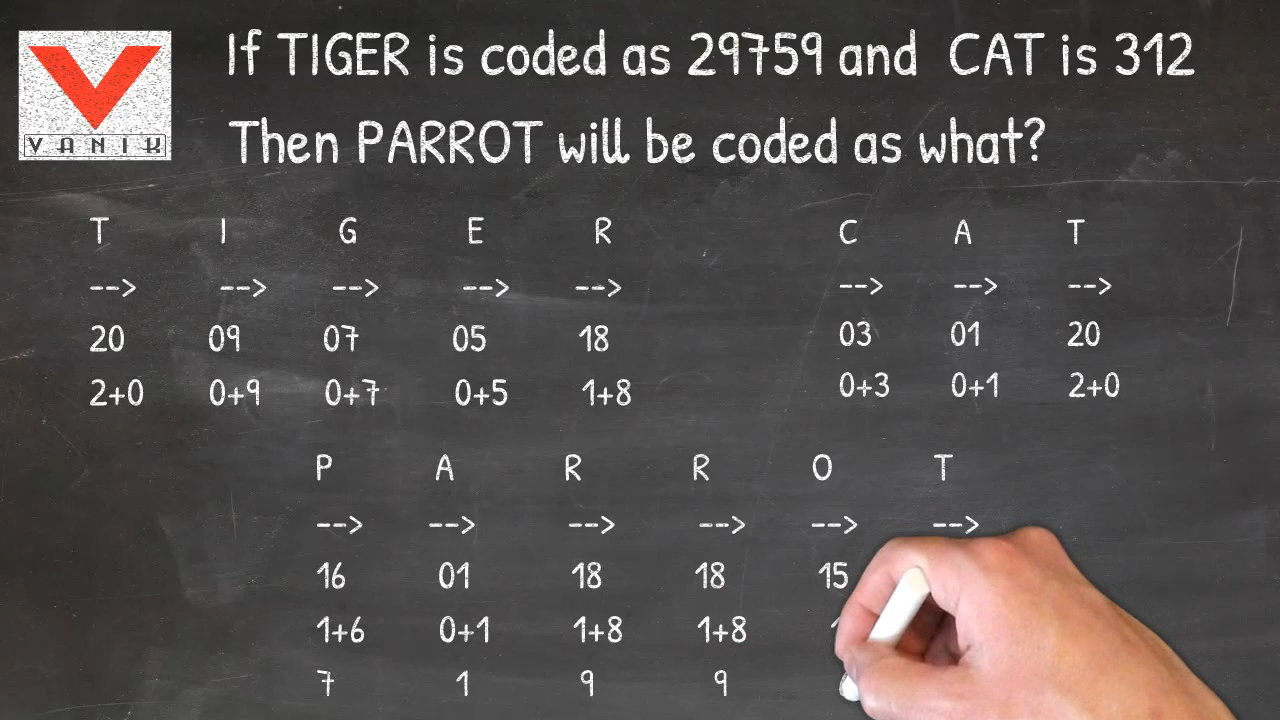 If TIGER is coded as 29759 and CAT is 312
VANIK
Then PARROT will be coded as what?
T I G E R C A T
--> --> --> --> --> --> --> -->
20 09 07 05 18 03 01 20
2+0 0+9 0+7 0+5 1+8 0+3 0+1 2+0
P A R R O T
--> --> --> --> --> -->
16 01 18 18 15
1+6 0+1 1+8 1+8
7 1 9 9